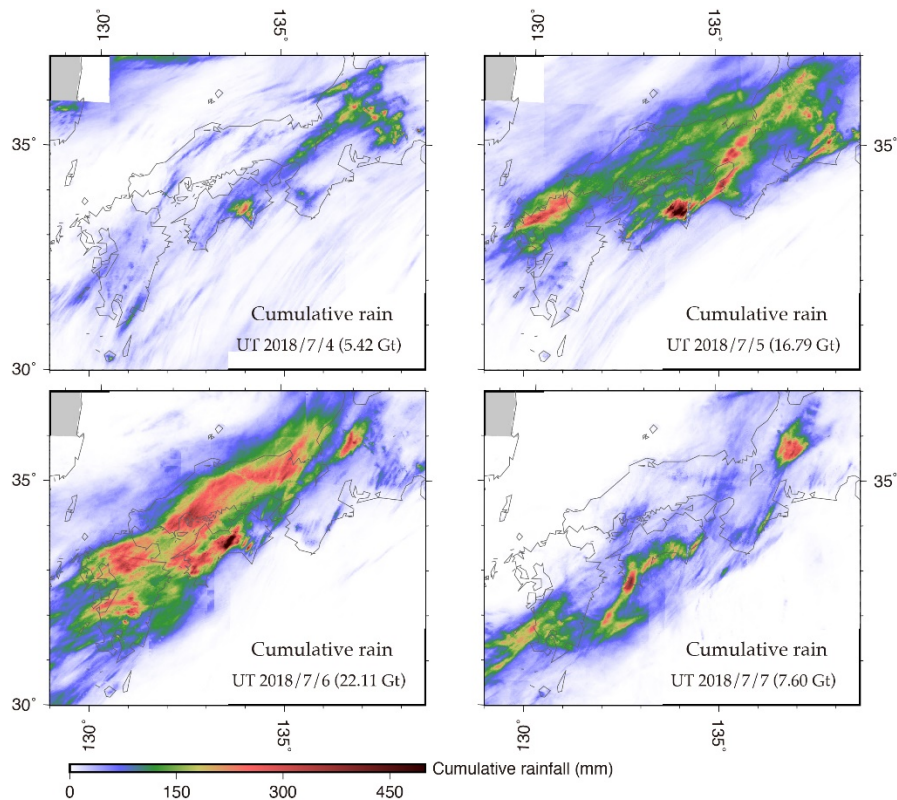 130°
135°
130°
135°
35°
30°
Cumulative rain
UT 2018/7/4 (5.42 Gt)
35°
Cumulative rain
UT 2018/7/5 (16.79 Gt)
35°
30°
Cumulative rain
UT 2018/7/6 (22.11 Gt)
35°
Cumulative rain
UT 2018/7/7 (7.60 Gt)
130°
135°
130°
135°
Cumulative rainfall (mm)
0
150
300
450